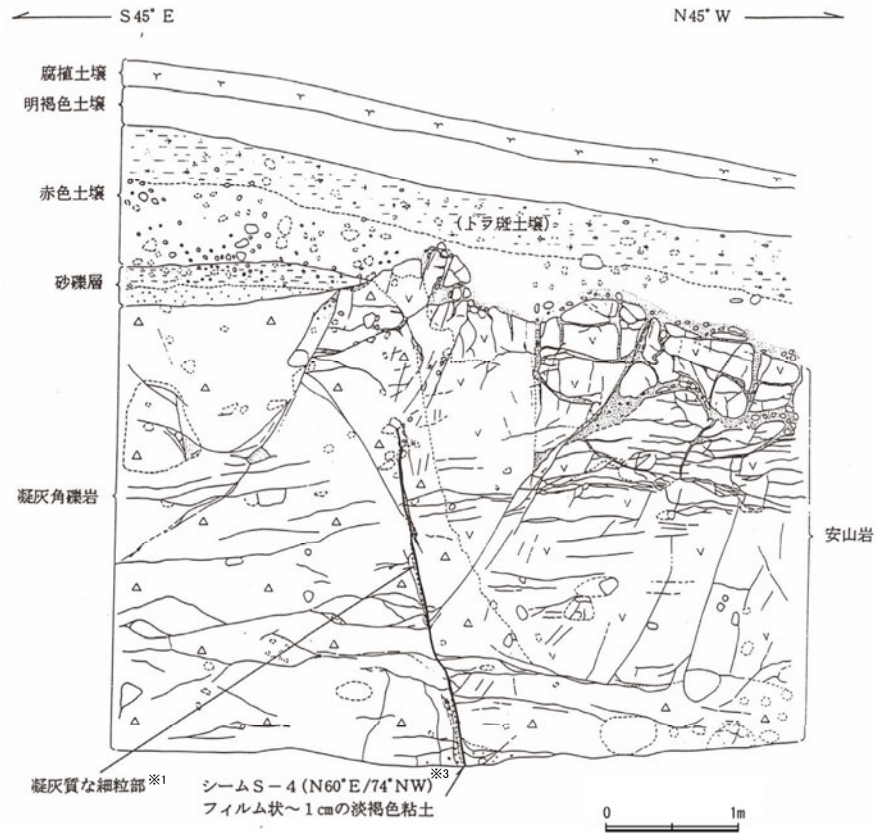 S45°E
N45°W
腐植土壌
明褐色土壌
赤色土壌
(トラ斑土壌)
砂礫層
凝灰角礫岩
安山岩
凝灰質な細粒部※1
シームS－4(N60°E/74°NW)※3
フィルム状～1㎝の淡褐色粘土
0 1m